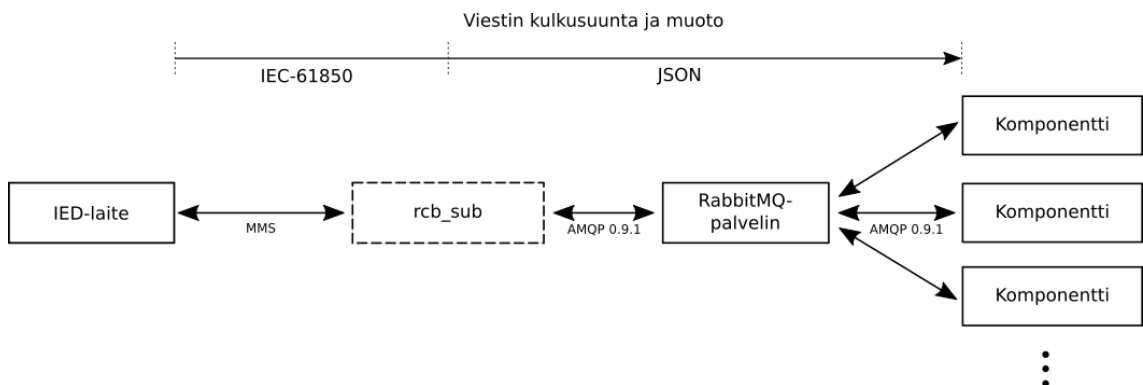 Viestin kulkusuunta ja muoto
IEC-61850
JSON
Komponentti
IED-laite
MMS
rcb_sub
AMQP 0.9.1
RabbitMQ-
palvelin
AMQP 0.9.1
Komponentti
Komponentti